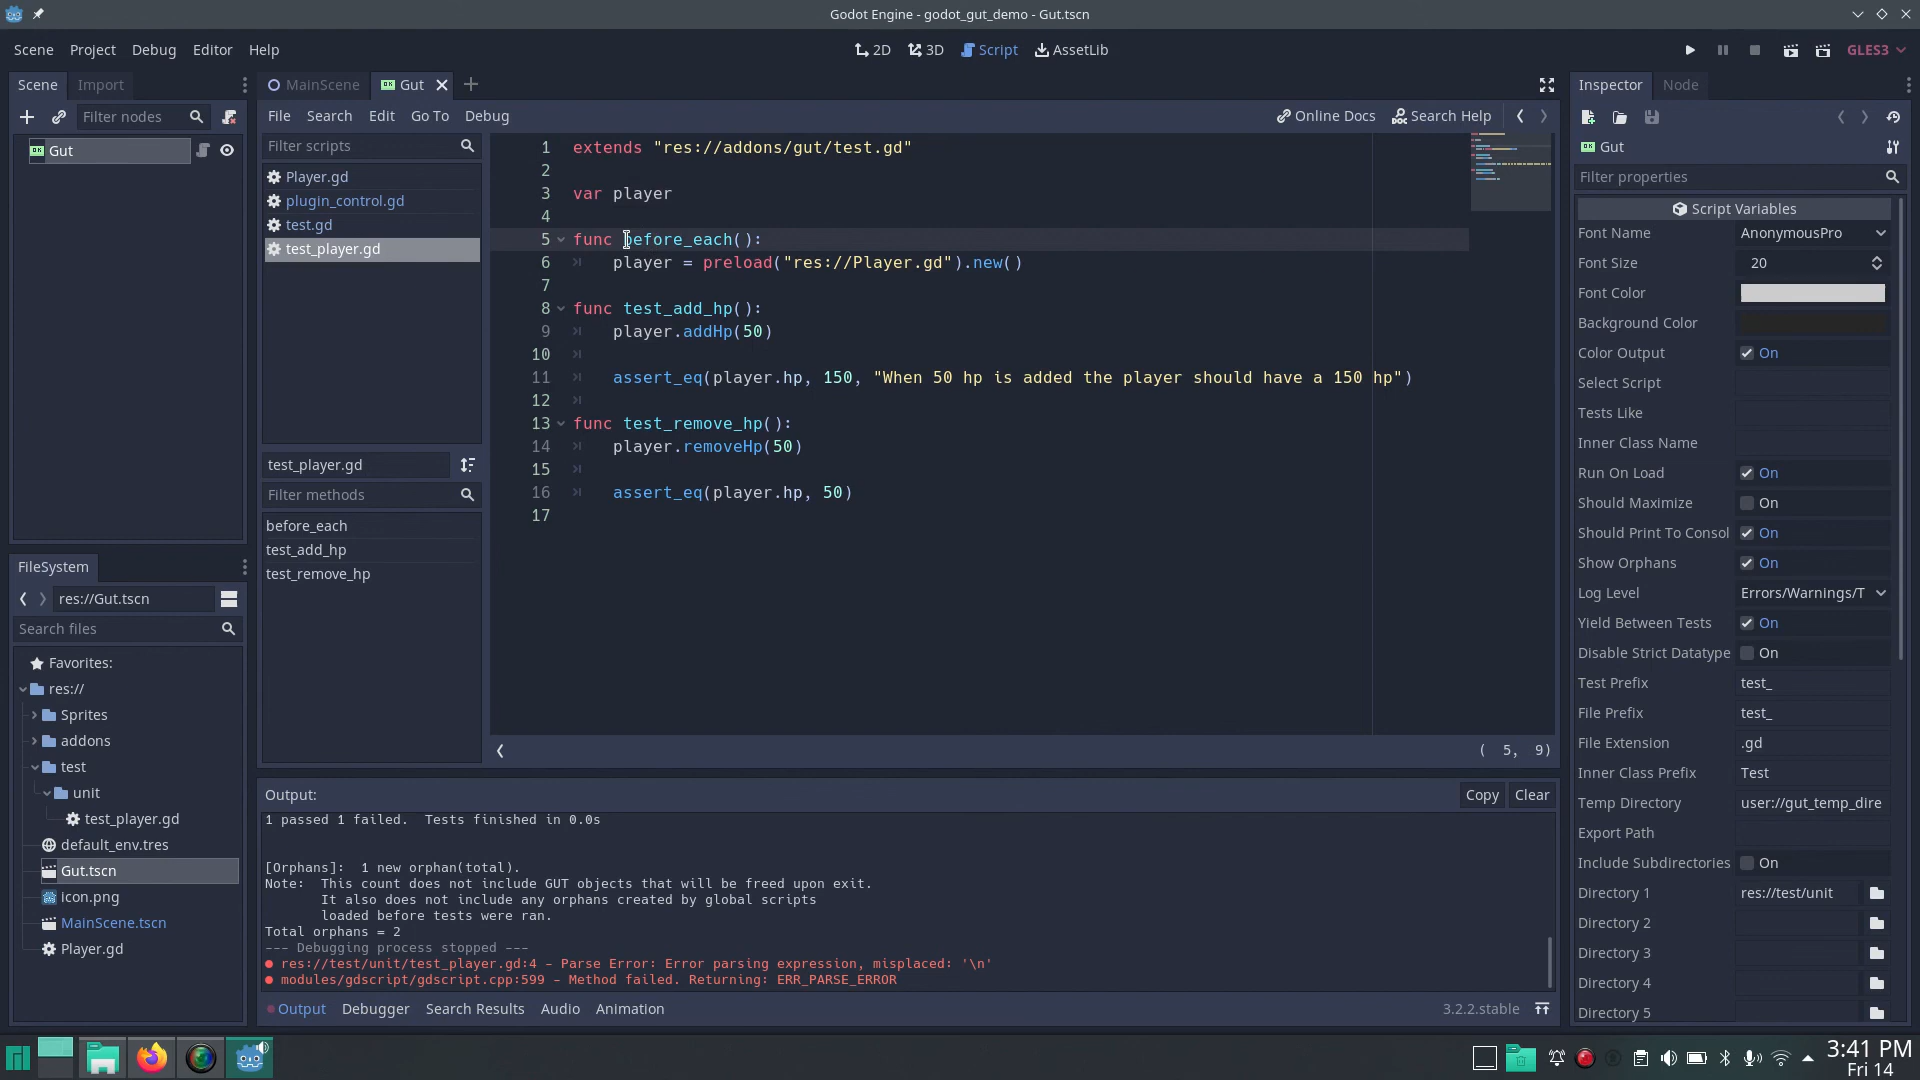 Godot Engine - godot_gut_demo - Gut.tscn
Scene Project Debug Editor Help
2D 3D Script AssetLib
GLES3
Scene Import
Filter nodes
Gut
MainScene Gut
File Search Edit Go To Debug
Online Docs Search Help
Filter scripts
Player.gd
plugin_control.gd
test.gd
test_player.gd
test_player.gd
Filter methods
before_each
test_add_hp
test_remove_hp
1 extends "res://addons/gut/test.gd"
2
3 var player
4
5 func before_each():
6 player = preload("res://Player.gd").new()
7
8 func test_add_hp():
9 player.addHp(50)
10
11 assert_eq(player.hp, 150, "When 50 hp is added the player should have a 150 hp")
12
13 func test_remove_hp():
14 player.removeHp(50)
15
16 assert_eq(player.hp, 50)
17
( 5, 9)
FileSystem
res://Gut.tscn
Search files
Favorites:
res://
Sprites
addons
test
unit
test_player.gd
default_env.tres
Gut.tscn
icon.png
MainScene.tscn
Player.gd
Output:
Copy Clear
1 passed 1 failed. Tests finished in 0.0s
[Orphans]: 1 new orphan(total).
Note: This count does not include GUT objects that will be freed upon exit.
It also does not include any orphans created by global scripts
loaded before tests were ran.
Total orphans = 2
--- Debugging process stopped ---
res://test/unit/test_player.gd:4 - Parse Error: Error parsing expression, misplaced: '\n'
modules/gdscript/gdscript.cpp:599 - Method failed. Returning: ERR_PARSE_ERROR
Output Debugger Search Results Audio Animation
3.2.2.stable
Inspector Node
Gut
Filter properties
Script Variables
Font Name AnonymousPro
Font Size 20
Font Color
Background Color
Color Output On
Select Script
Tests Like
Inner Class Name
Run On Load On
Should Maximize On
Should Print To Consol On
Show Orphans On
Log Level Errors/Warnings/T
Yield Between Tests On
Disable Strict Datatype On
Test Prefix test_
File Prefix test_
File Extension .gd
Inner Class Prefix Test
Temp Directory user://gut_temp_dire
Export Path
Include Subdirectories On
Directory 1 res://test/unit
Directory 2
Directory 3
Directory 4
Directory 5
3:41 PM
Fri 14